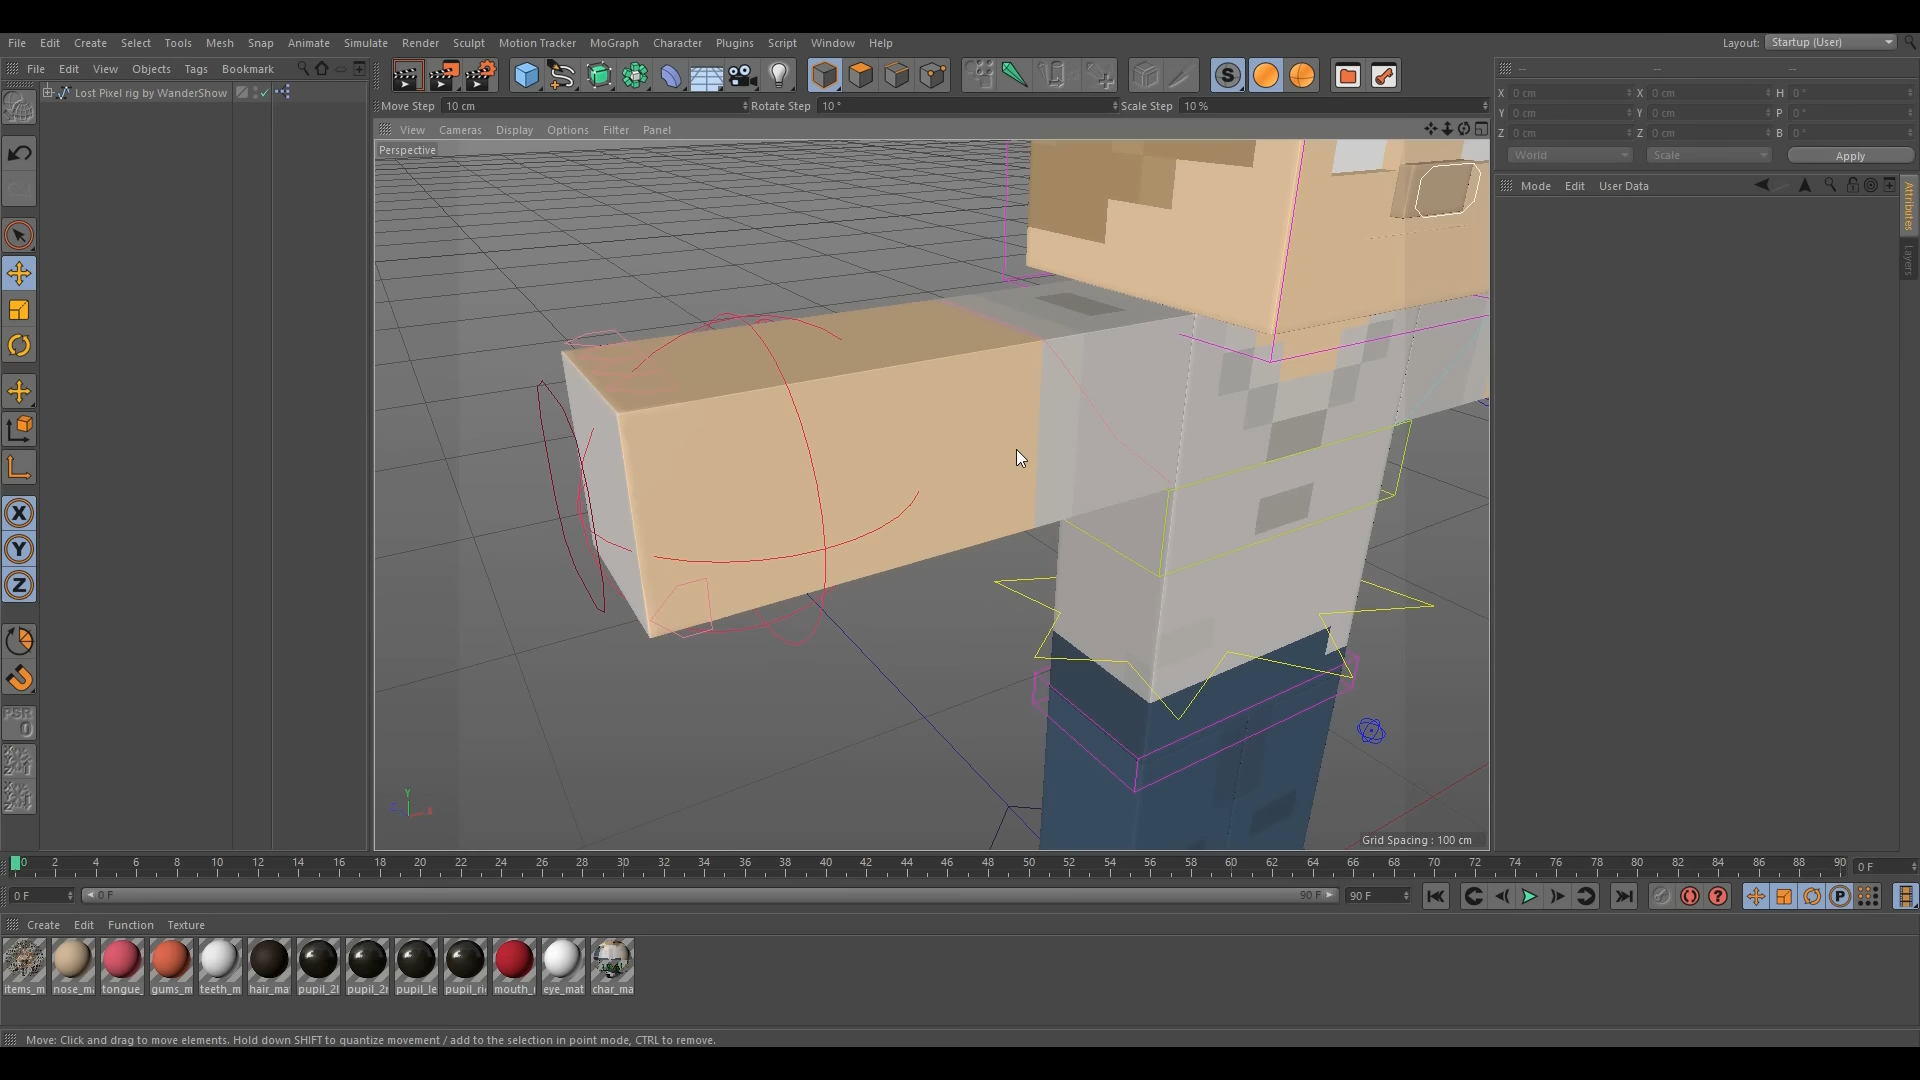 File Edit Create Select Tools Mesh Snap Animate Simulate Render Sculpt Motion Tracker MoGraph Character Plugins Script Window Help
Layout: Startup (User)
File Edit View Objects Tags Bookmark
Lost Pixel rig by WanderShow
Move Step 10 cm Rotate Step 10 ° Scale Step 10 %
View Cameras Display Options Filter Panel
Perspective
X 0 cm X 0 cm H 0 °
Y 0 cm Y 0 cm P 0 °
Z 0 cm Z 0 cm B 0 °
World Scale Apply
Mode Edit User Data
Attributes
Layers
X
Y
Z
PSR
0
Y
Grid Spacing : 100 cm
0 2 4 6 8 10 12 14 16 18 20 22 24 26 28 30 32 34 36 38 40 42 44 46 48 50 52 54 56 58 60 62 64 66 68 70 72 74 76 78 80 82 84 86 88 90 0 F
0 F 0 F 90 F 90 F
Create Edit Function Texture
items_m nose_m tongue_ gums_m teeth_m hair_ma pupil_2l pupil_2r pupil_le pupil_ri mouth_ eye_mat char_ma
Move: Click and drag to move elements. Hold down SHIFT to quantize movement / add to the selection in point mode, CTRL to remove.